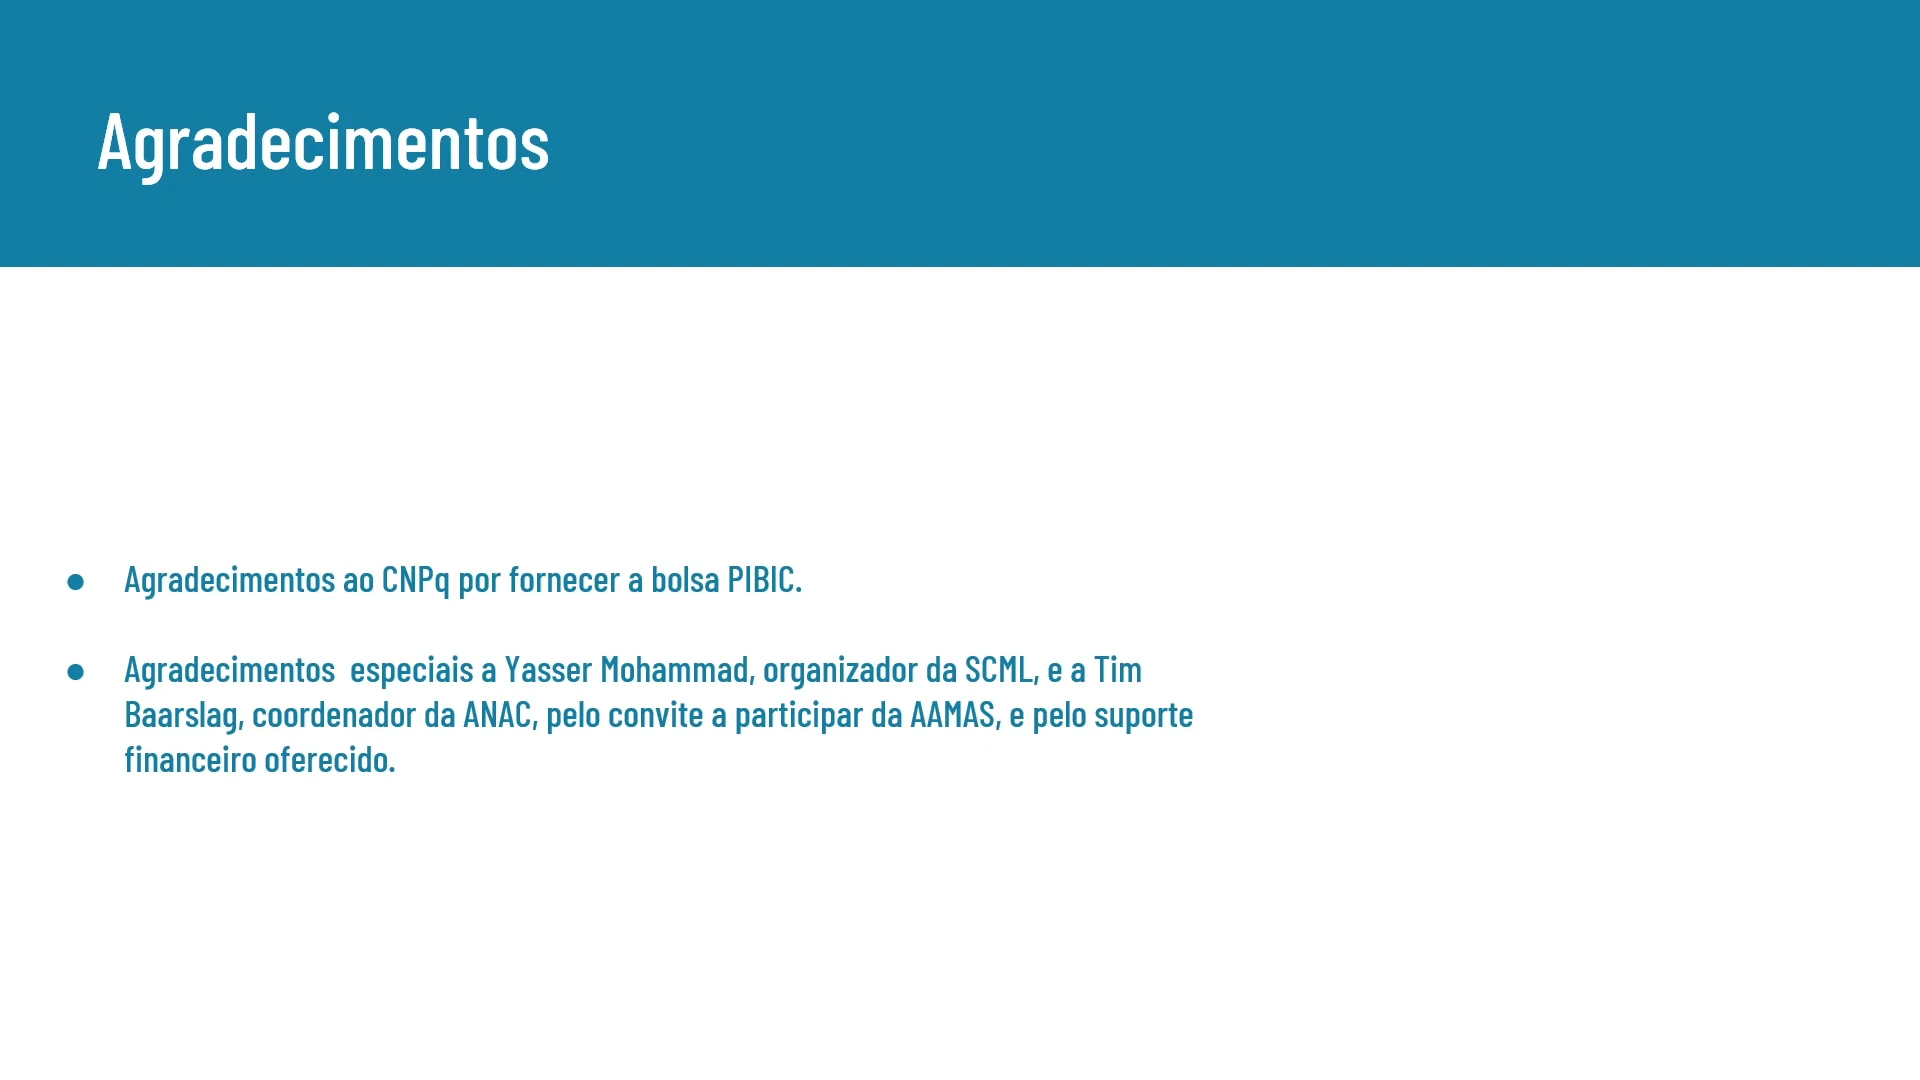 Agradecimentos
● Agradecimentos ao CNPq por fornecer a bolsa PIBIC.
● Agradecimentos  especiais a Yasser Mohammad, organizador da SCML, e a Tim
Baarslag, coordenador da ANAC, pelo convite a participar da AAMAS, e pelo suporte
financeiro oferecido.